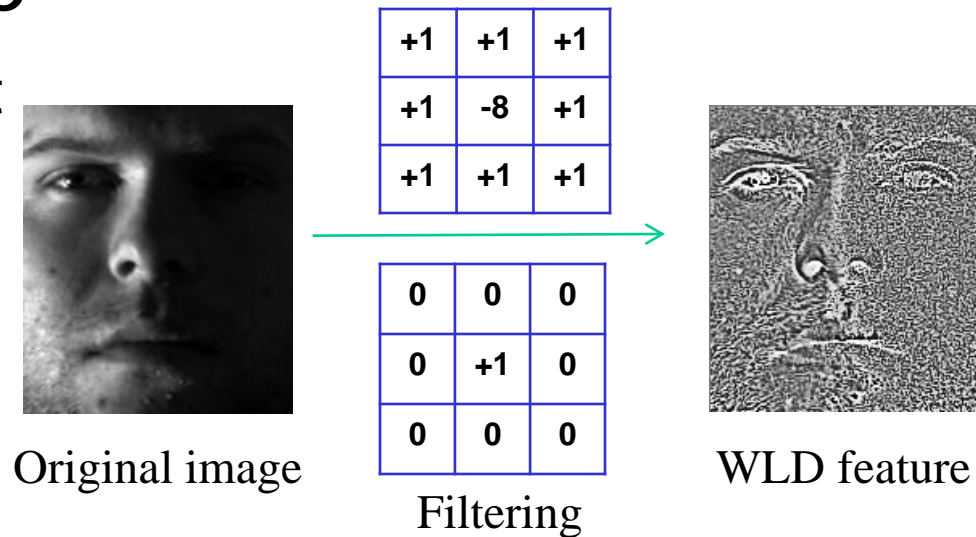 +1 +1 +1
+1 -8 +1
+1 +1 +1
0 0 0
0 +1 0
0 0 0
Original image
Filtering
WLD feature